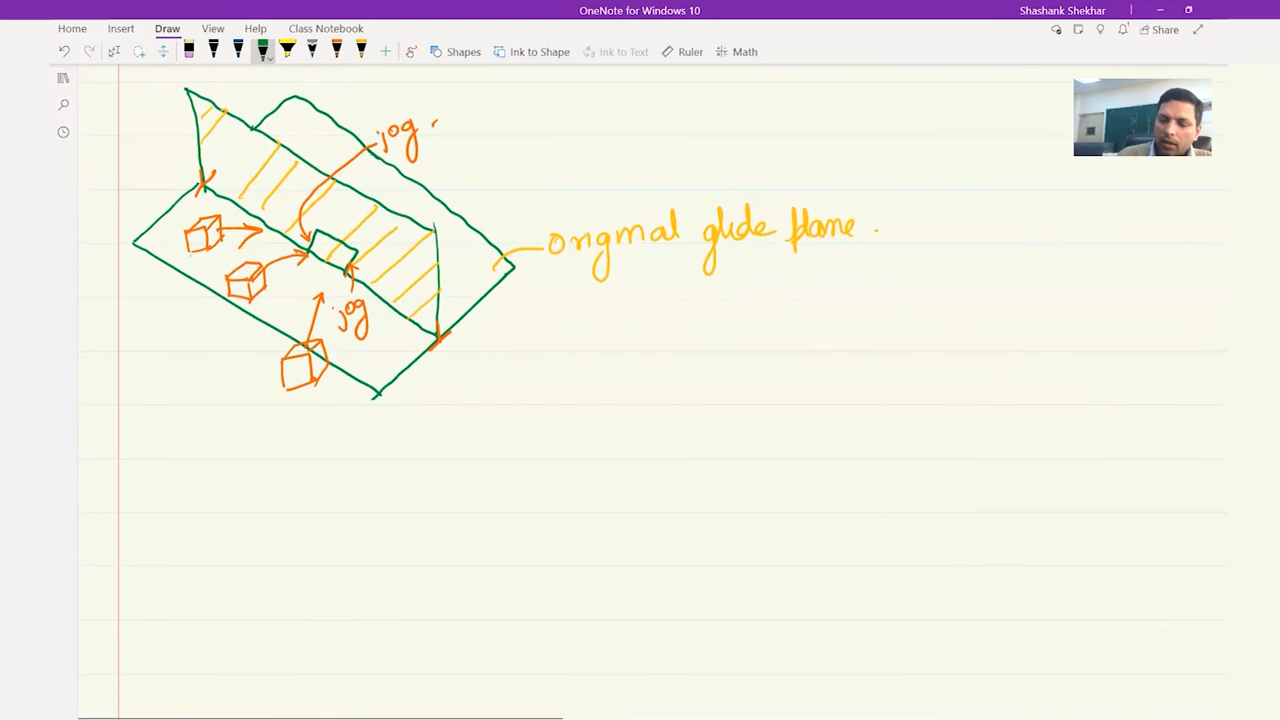 OneNote for Windows 10
Shashank Shekhar
Home Insert Draw View Help Class Notebook
Share
Shapes Ink to Shape Ink to Text Ruler Math
jog
original glide plane.
jog